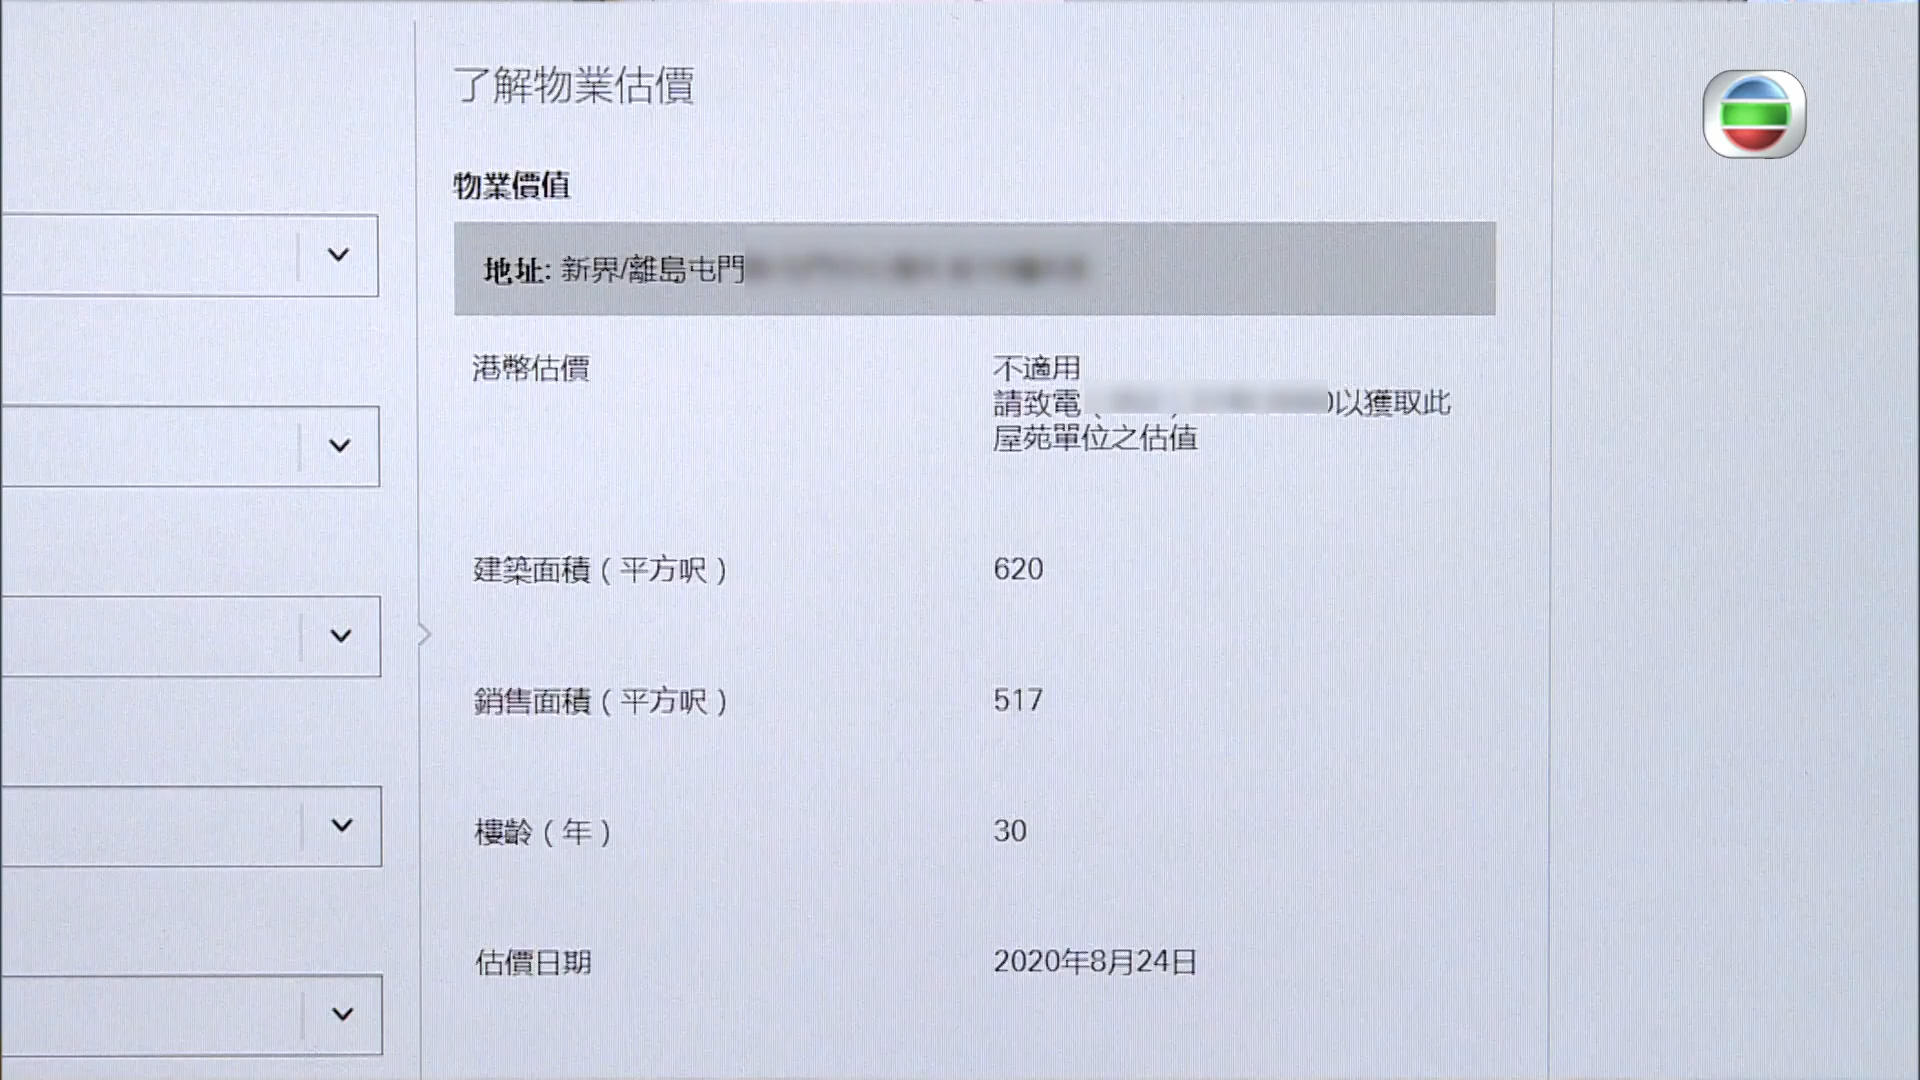 了解物業估價
物業價值
地址: 新界/離島屯門
港幣估價
不適用
請致電
以獲取此
屋苑單位之估值
建築面積（平方呎）
620
銷售面積（平方呎）
517
樓齡（年）
30
估價日期
2020年8月24日